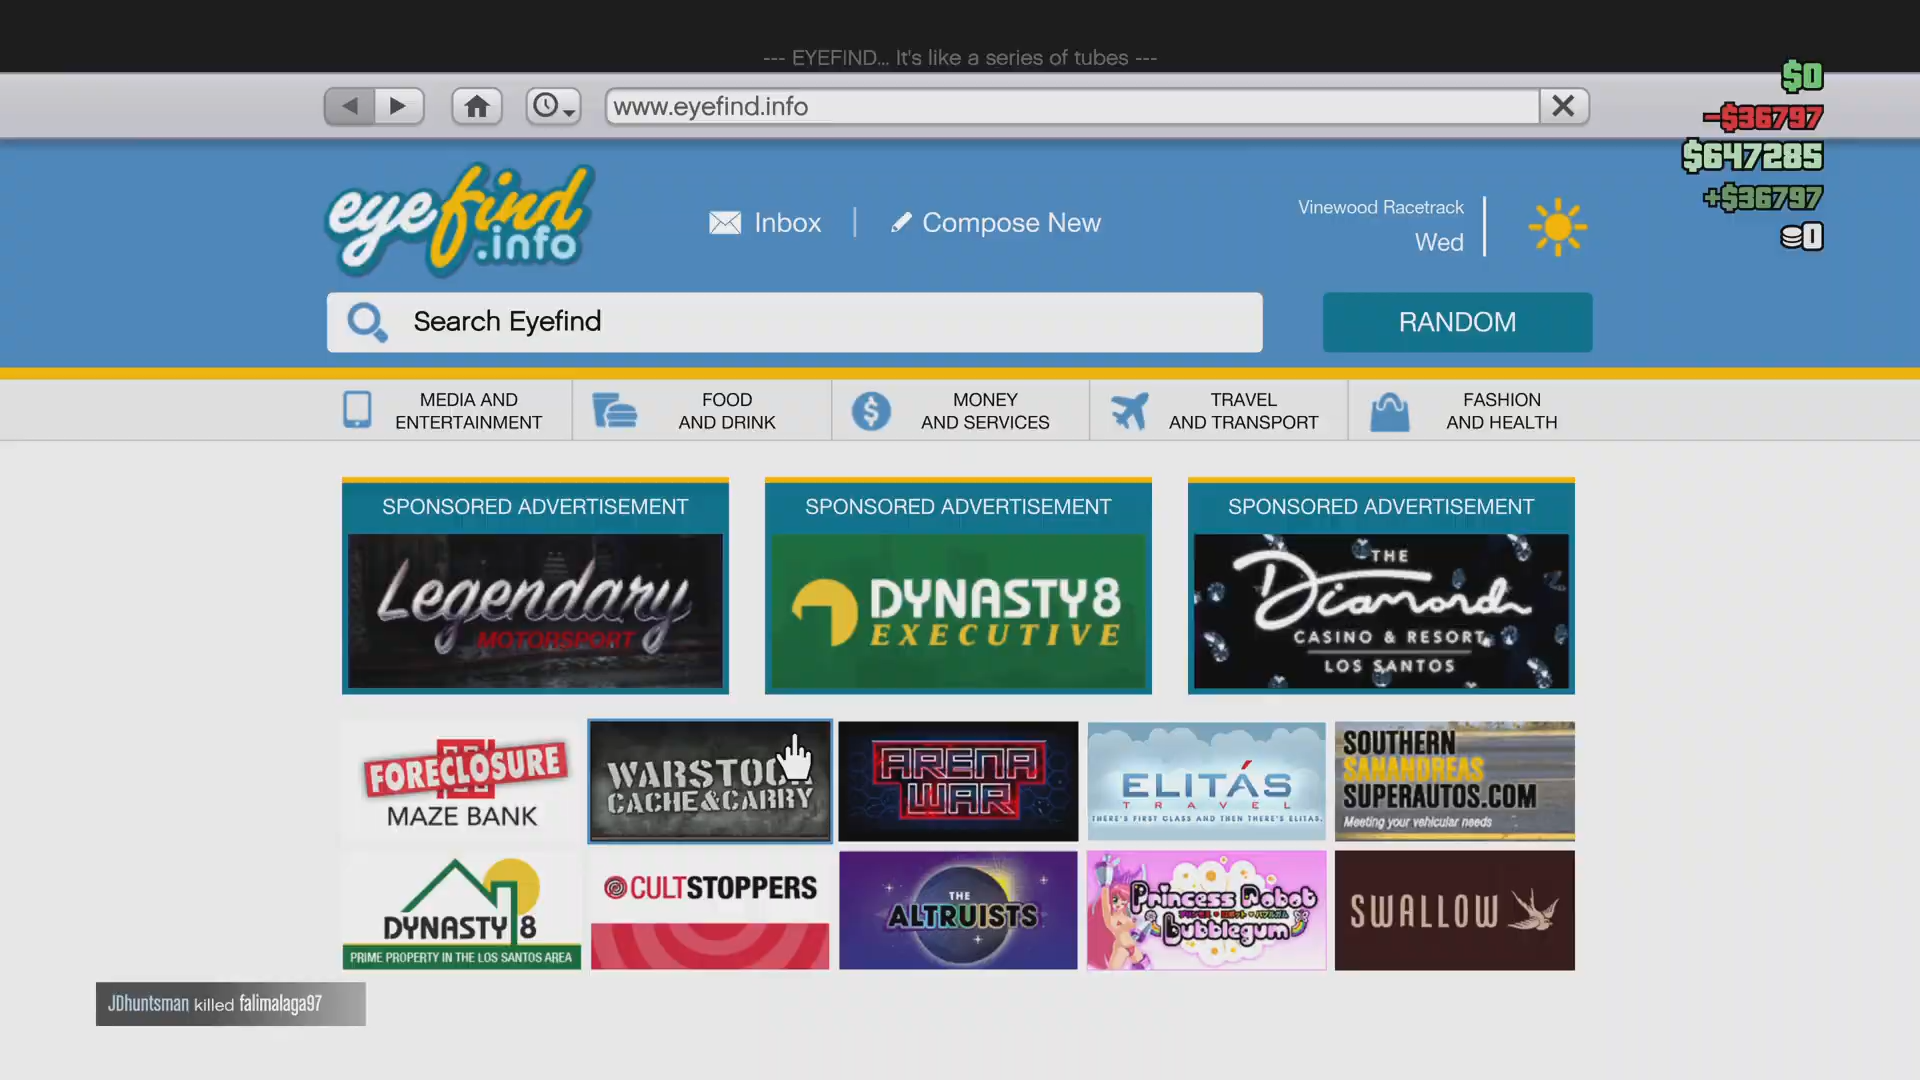 --- EYEFIND... It's like a series of tubes ---
www.eyefind.info
$0
-$36797
$647285
+$36797
0
eyefind
.info
Inbox
Compose New
Vinewood Racetrack
Wed
Search Eyefind
RANDOM
MEDIA AND
ENTERTAINMENT
FOOD
AND DRINK
MONEY
AND SERVICES
TRAVEL
AND TRANSPORT
FASHION
AND HEALTH
SPONSORED ADVERTISEMENT
Legendary
MOTORSPORT
SPONSORED ADVERTISEMENT
DYNASTY8
EXECUTIVE
SPONSORED ADVERTISEMENT
THE
Diamond
CASINO & RESORT
LOS SANTOS
FORECLOSURE
MAZE BANK
WARSTOCK
CACHE&CARRY
ARENA
WAR
ELITÁS
TRAVEL
THERE'S FIRST CLASS AND THEN THERE'S ELITAS.
SOUTHERN
SANANDREAS
SUPERAUTOS.COM
Meeting your vehicular needs
DYNASTY 8
PRIME PROPERTY IN THE LOS SANTOS AREA
CULTSTOPPERS
THE
ALTRUISTS
Princess Robot
Bubblegum
SWALLOW
JDhuntsman killed falimalaga97